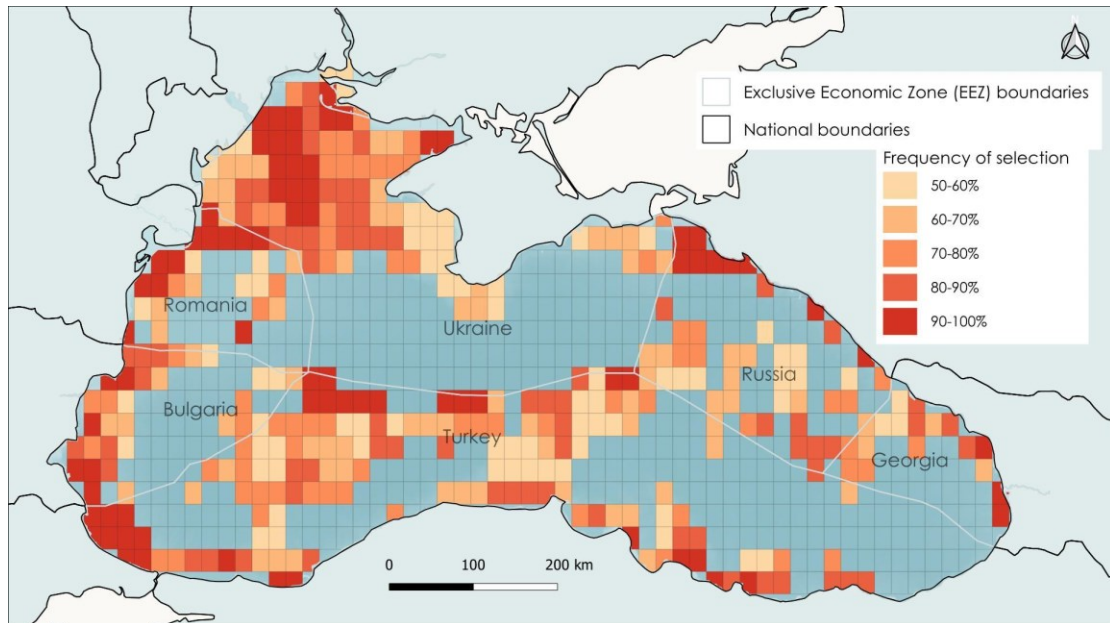 N
Exclusive Economic Zone (EEZ) boundaries
National boundaries
Frequency of selection
50-60%
60-70%
70-80%
80-90%
90-100%
Romania
Ukraine
Russia
Bulgaria
Turkey
Georgia
0 100 200 km